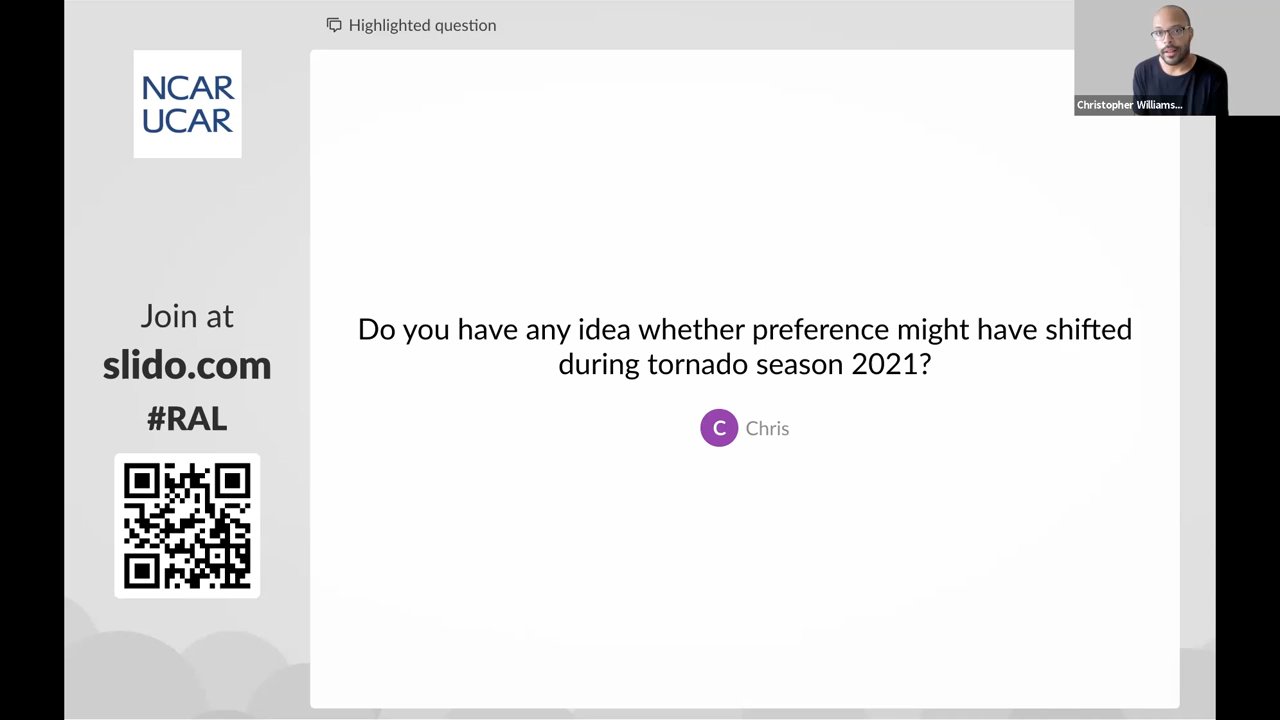 Highlighted question
NCAR
UCAR
Christopher Williams...
Join at
slido.com
#RAL
Do you have any idea whether preference might have shifted
during tornado season 2021?
C Chris